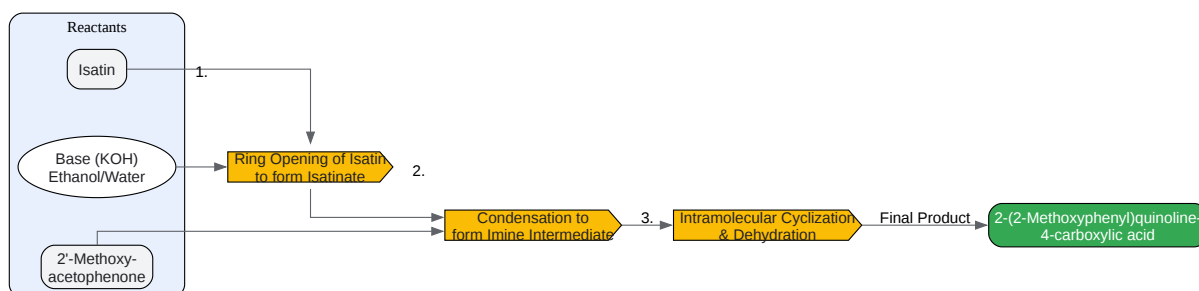 Reactants
Isatin
1.
Base (KOH)
Ethanol/Water
Ring Opening of Isatin
to form Isatinate
2.
2'-Methoxy-
acetophenone
Condensation to
form Imine Intermediate
3.
Intramolecular Cyclization
& Dehydration
Final Product
2-(2-Methoxyphenyl)quinoline-
4-carboxylic acid